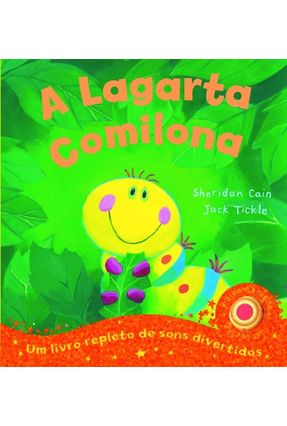 A Lagarta
Comilona
Sheridan Cain
Jack Tickle
Um livro repleto de sons divertidos